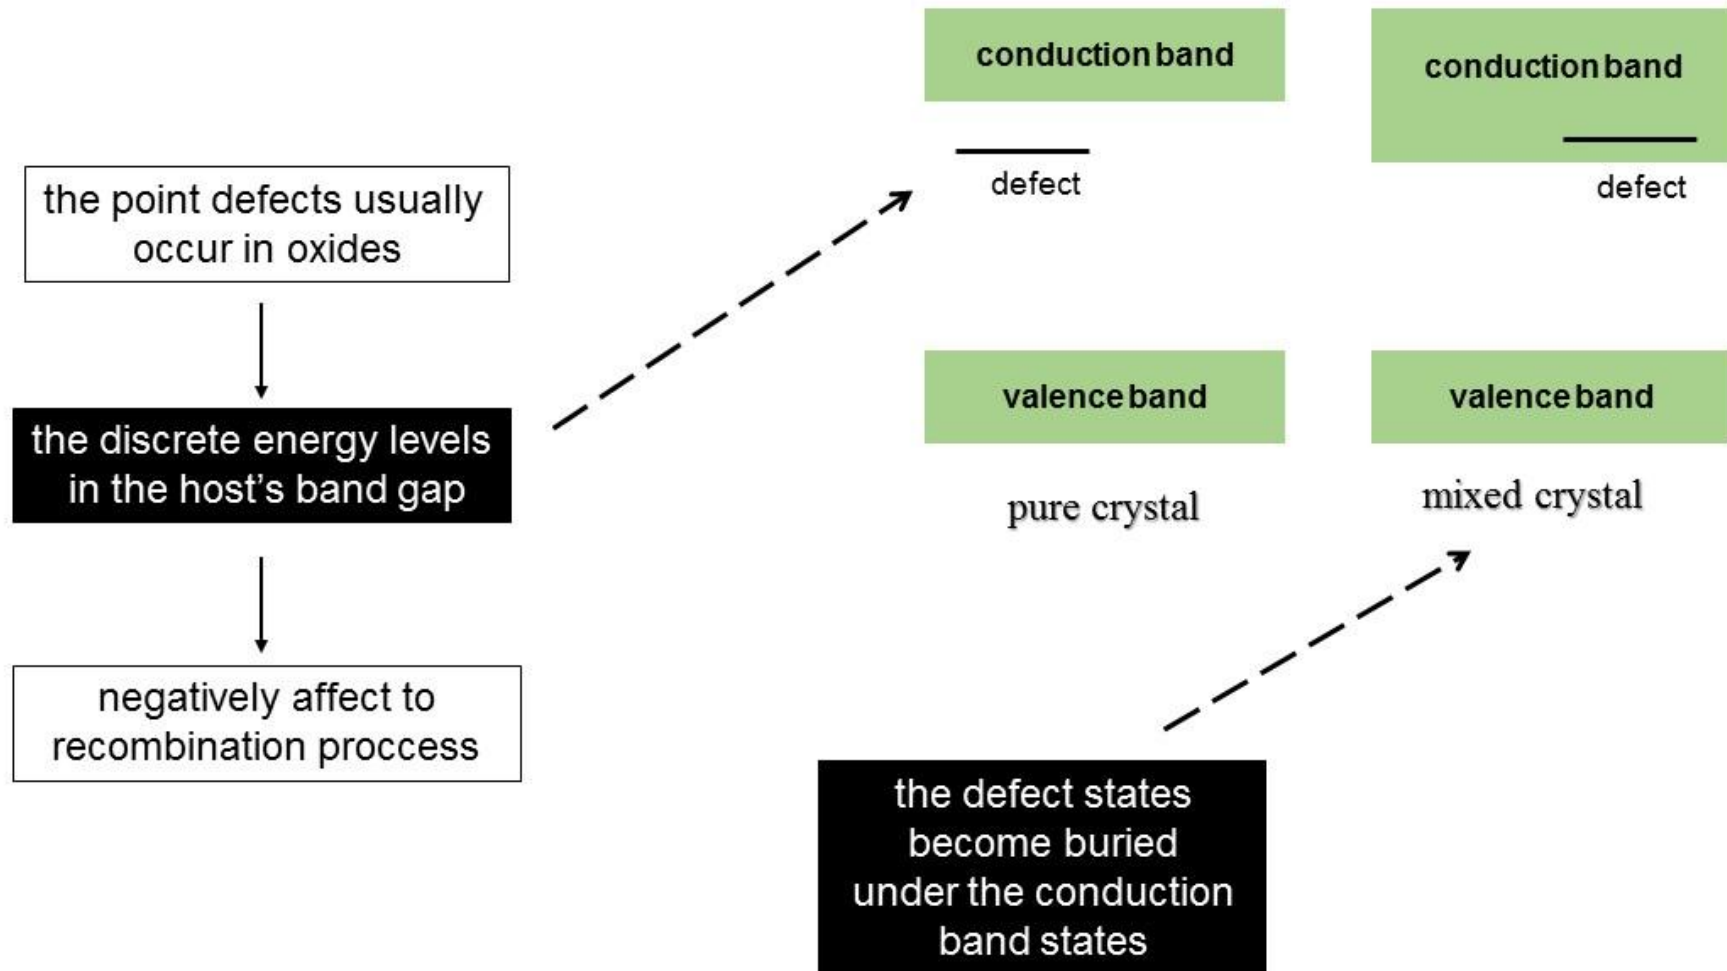 the point defects usually
occur in oxides
the discrete energy levels
in the host’s band gap
negatively affect to
recombination proccess
conduction band
defect
valence band
pure crystal
conduction band
defect
valence band
mixed crystal
the defect states
become buried
under the conduction
band states